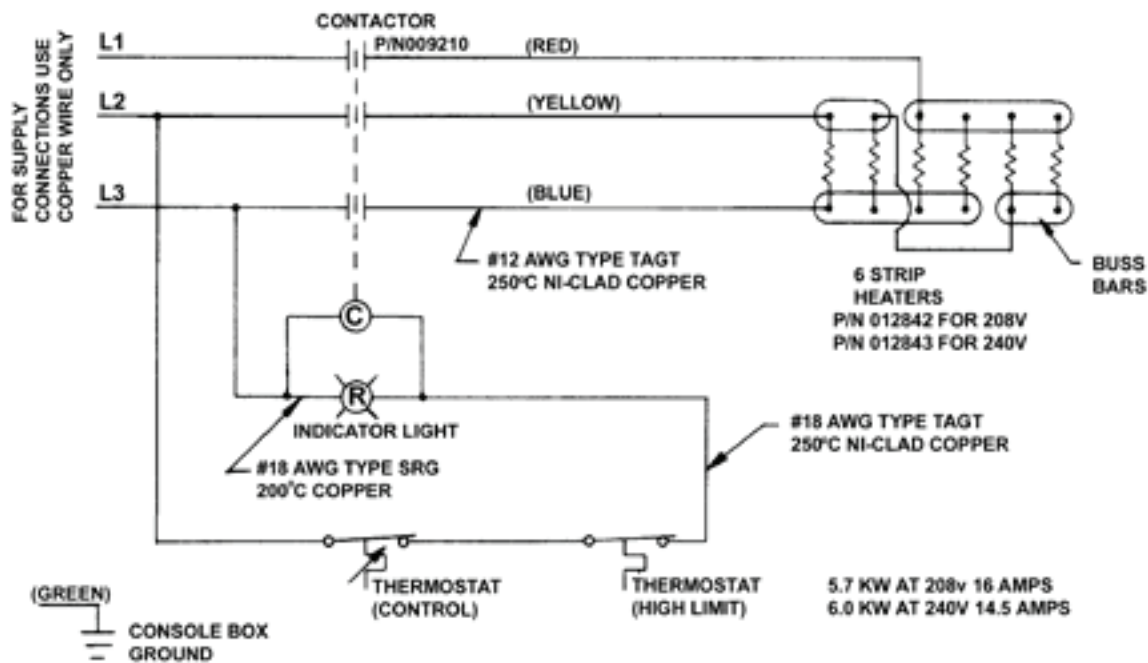 CONTACTOR
P/N009210
FOR SUPPLY
CONNECTIONS USE
COPPER WIRE ONLY
L1
(RED)
L2
(YELLOW)
L3
(BLUE)
#12 AWG TYPE TAGT
250°C NI-CLAD COPPER
BUSS
BARS
6 STRIP
HEATERS
P/N 012842 FOR 208V
P/N 012843 FOR 240V
C
R
INDICATOR LIGHT
#18 AWG TYPE TAGT
250°C NI-CLAD COPPER
#18 AWG TYPE SRG
200°C COPPER
THERMOSTAT
(CONTROL)
THERMOSTAT
(HIGH LIMIT)
5.7 KW AT 208v 16 AMPS
6.0 KW AT 240V 14.5 AMPS
(GREEN)
CONSOLE BOX
GROUND